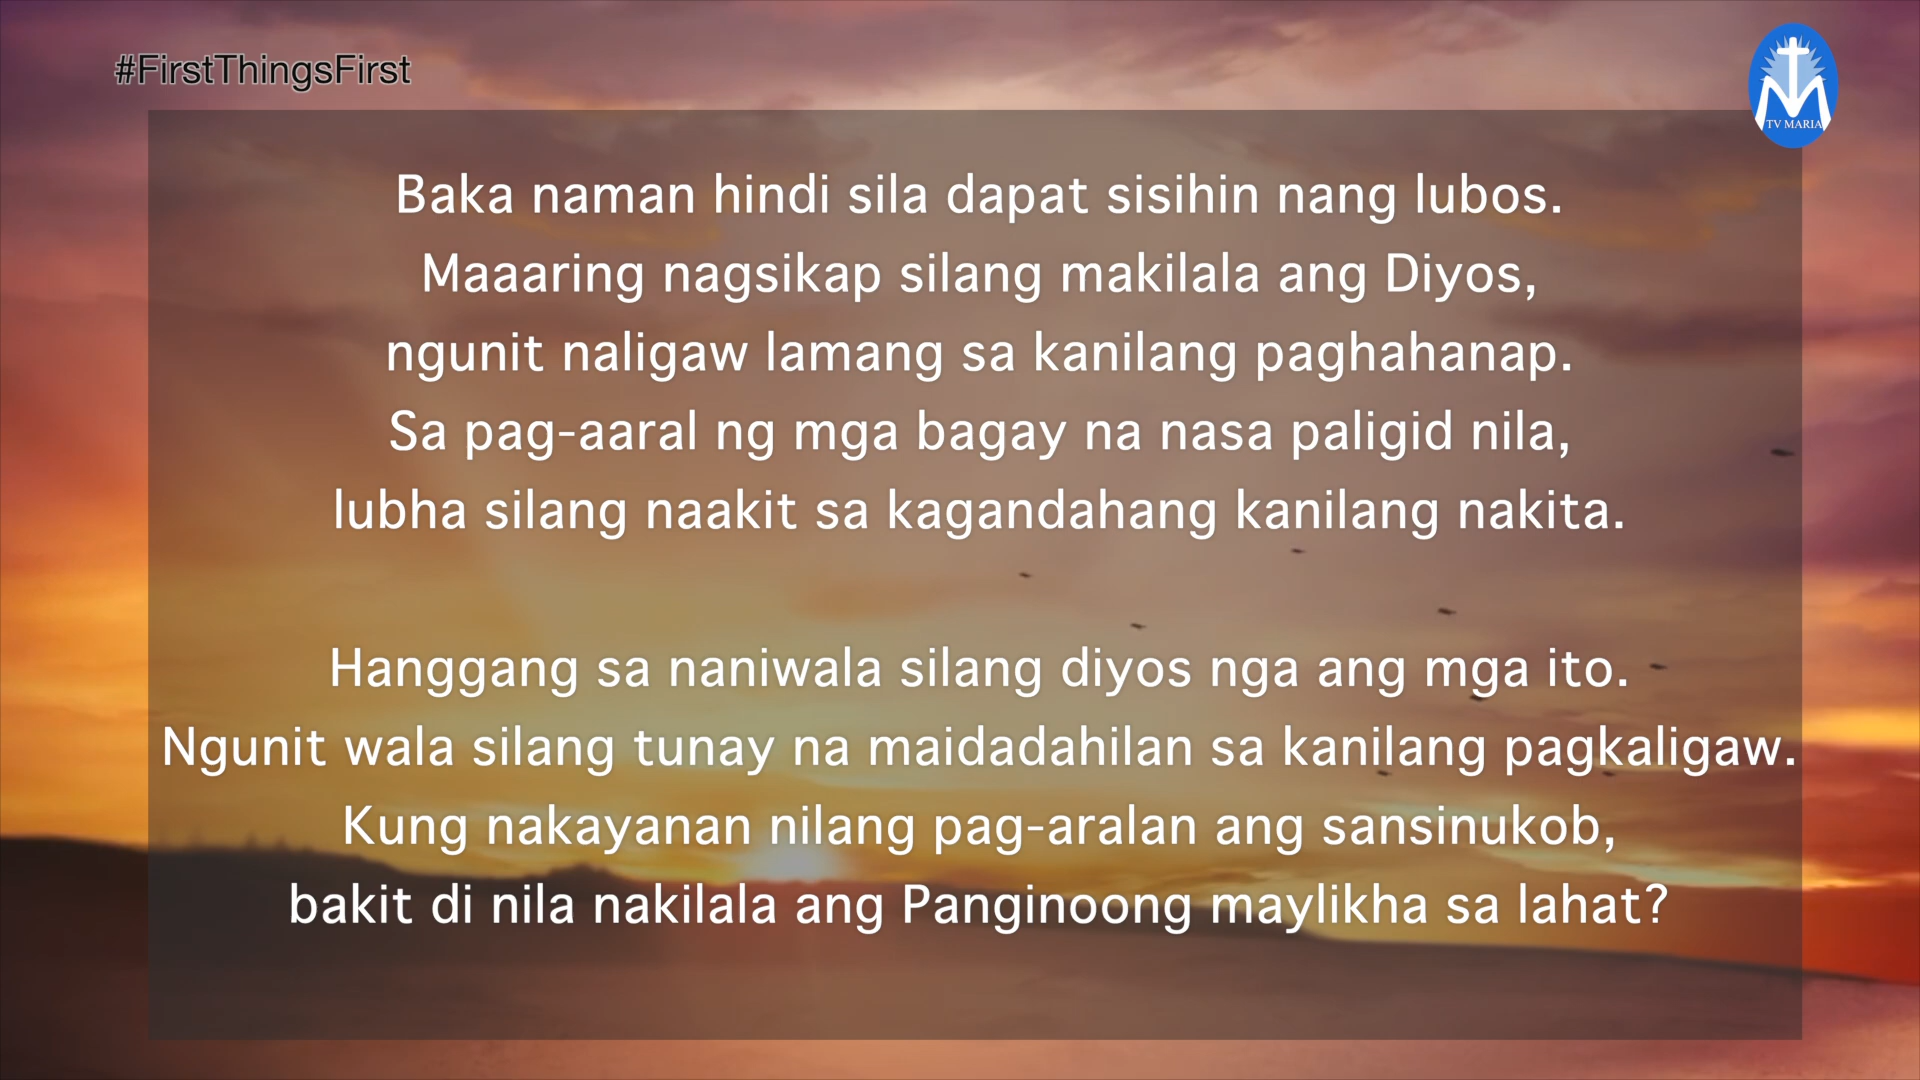 #FirstThingsFirst
TV MARIA
Baka naman hindi sila dapat sisihin nang lubos.
Maaaring nagsikap silang makilala ang Diyos,
ngunit naligaw lamang sa kanilang paghahanap.
Sa pag-aaral ng mga bagay na nasa paligid nila,
lubha silang naakit sa kagandahang kanilang nakita.
Hanggang sa naniwala silang diyos nga ang mga ito.
Ngunit wala silang tunay na maidadahilan sa kanilang pagkaligaw.
Kung nakayanan nilang pag-aralan ang sansinukob,
bakit di nila nakilala ang Panginoong maylikha sa lahat?